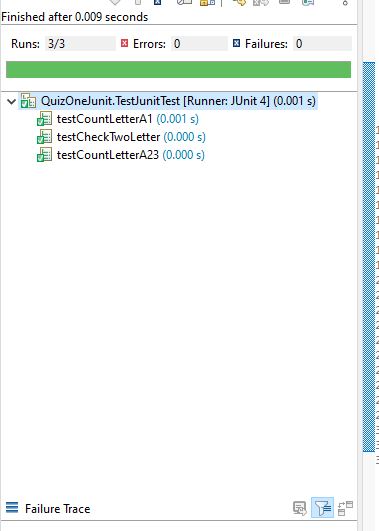 Finished after 0.009 seconds
Runs: 3/3 Errors: 0 Failures: 0
QuizOneJunit.TestJunitTest [Runner: JUnit 4] (0.001 s)
testCountLetterA1 (0.001 s)
testCheckTwoLetter (0.000 s)
testCountLetterA23 (0.000 s)
Failure Trace